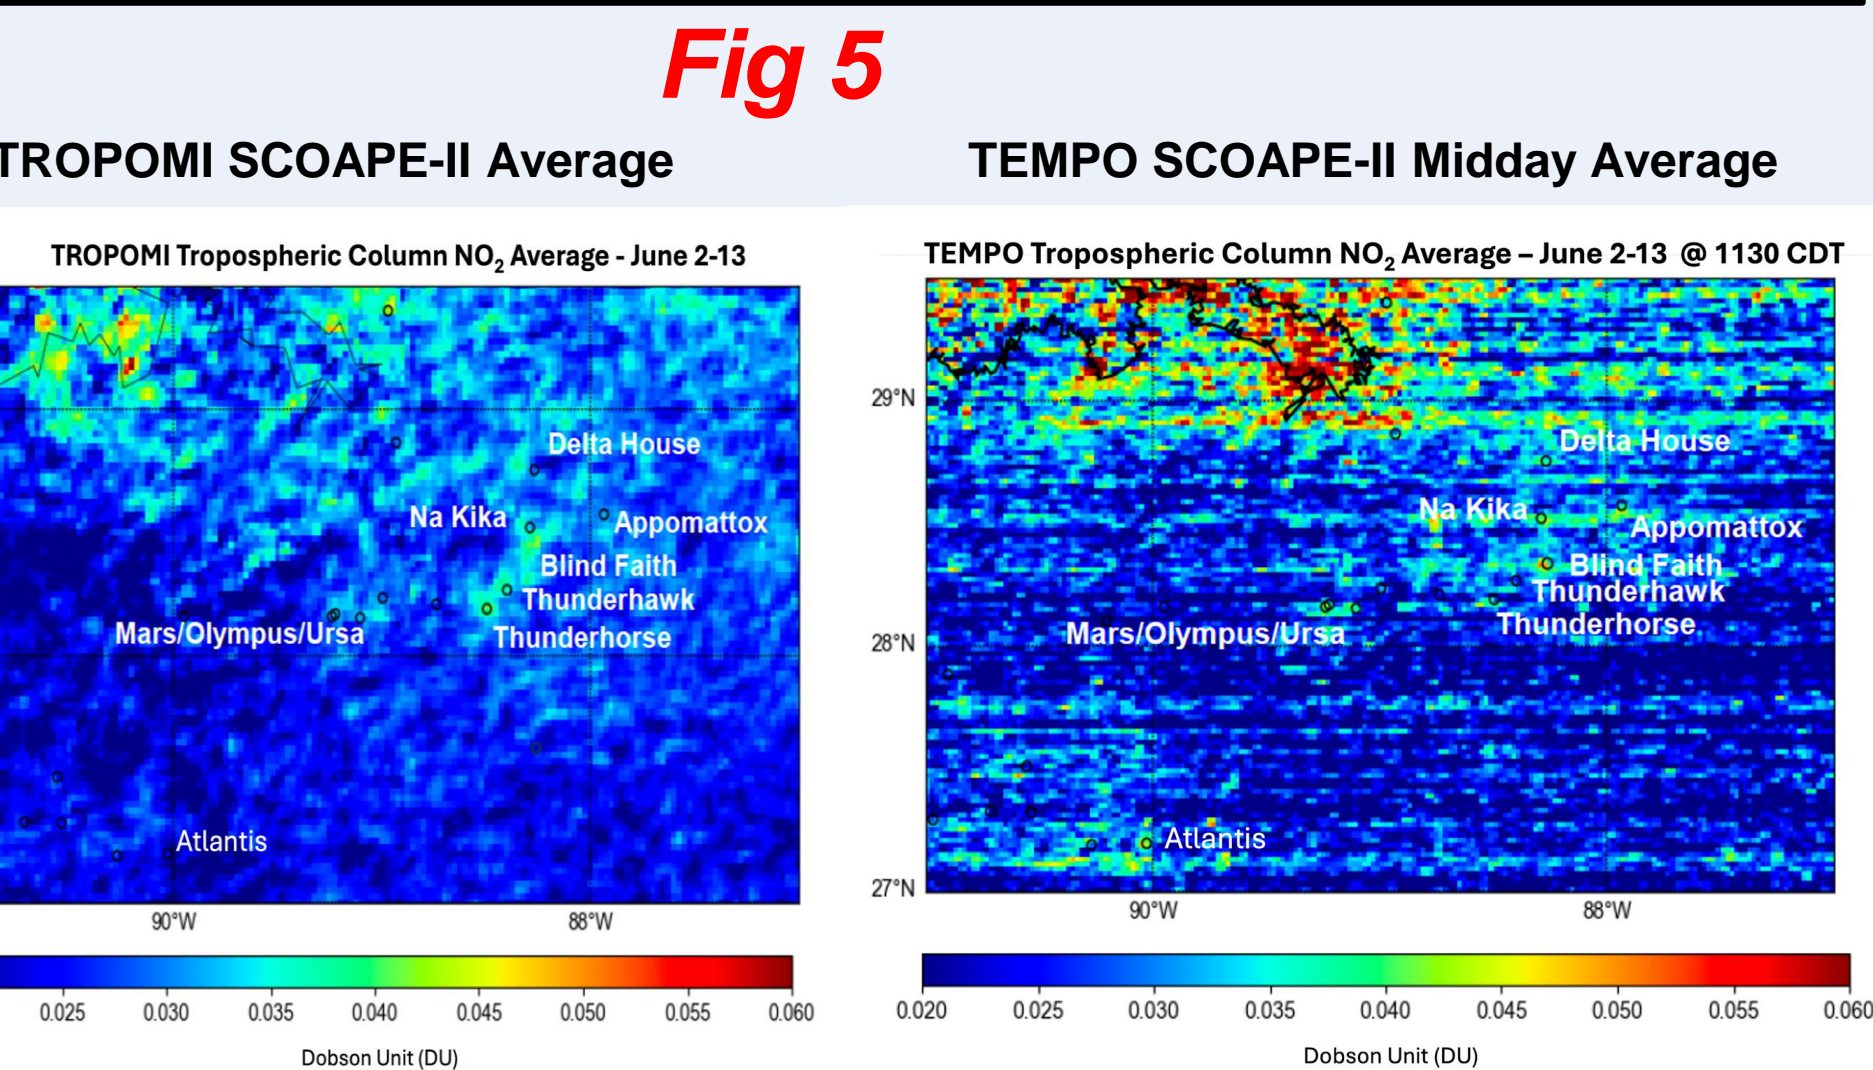 Fig 5
TROPOMI SCOAPE-II Average
TEMPO SCOAPE-II Midday Average
TROPOMI Tropospheric Column NO₂ Average - June 2-13
Delta House
Na Kika
Appomattox
Blind Faith
Thunderhawk
Mars/Olympus/Ursa
Thunderhorse
Atlantis
90°W 88°W
0.025 0.030 0.035 0.040 0.045 0.050 0.055 0.060
Dobson Unit (DU)
TEMPO Tropospheric Column NO₂ Average – June 2-13 @ 1130 CDT
29°N
Delta House
Na Kika
Appomattox
Blind Faith
Thunderhawk
Thunderhorse
Mars/Olympus/Ursa
28°N
Atlantis
27°N
90°W 88°W
0.020 0.025 0.030 0.035 0.040 0.045 0.050 0.055 0.060
Dobson Unit (DU)